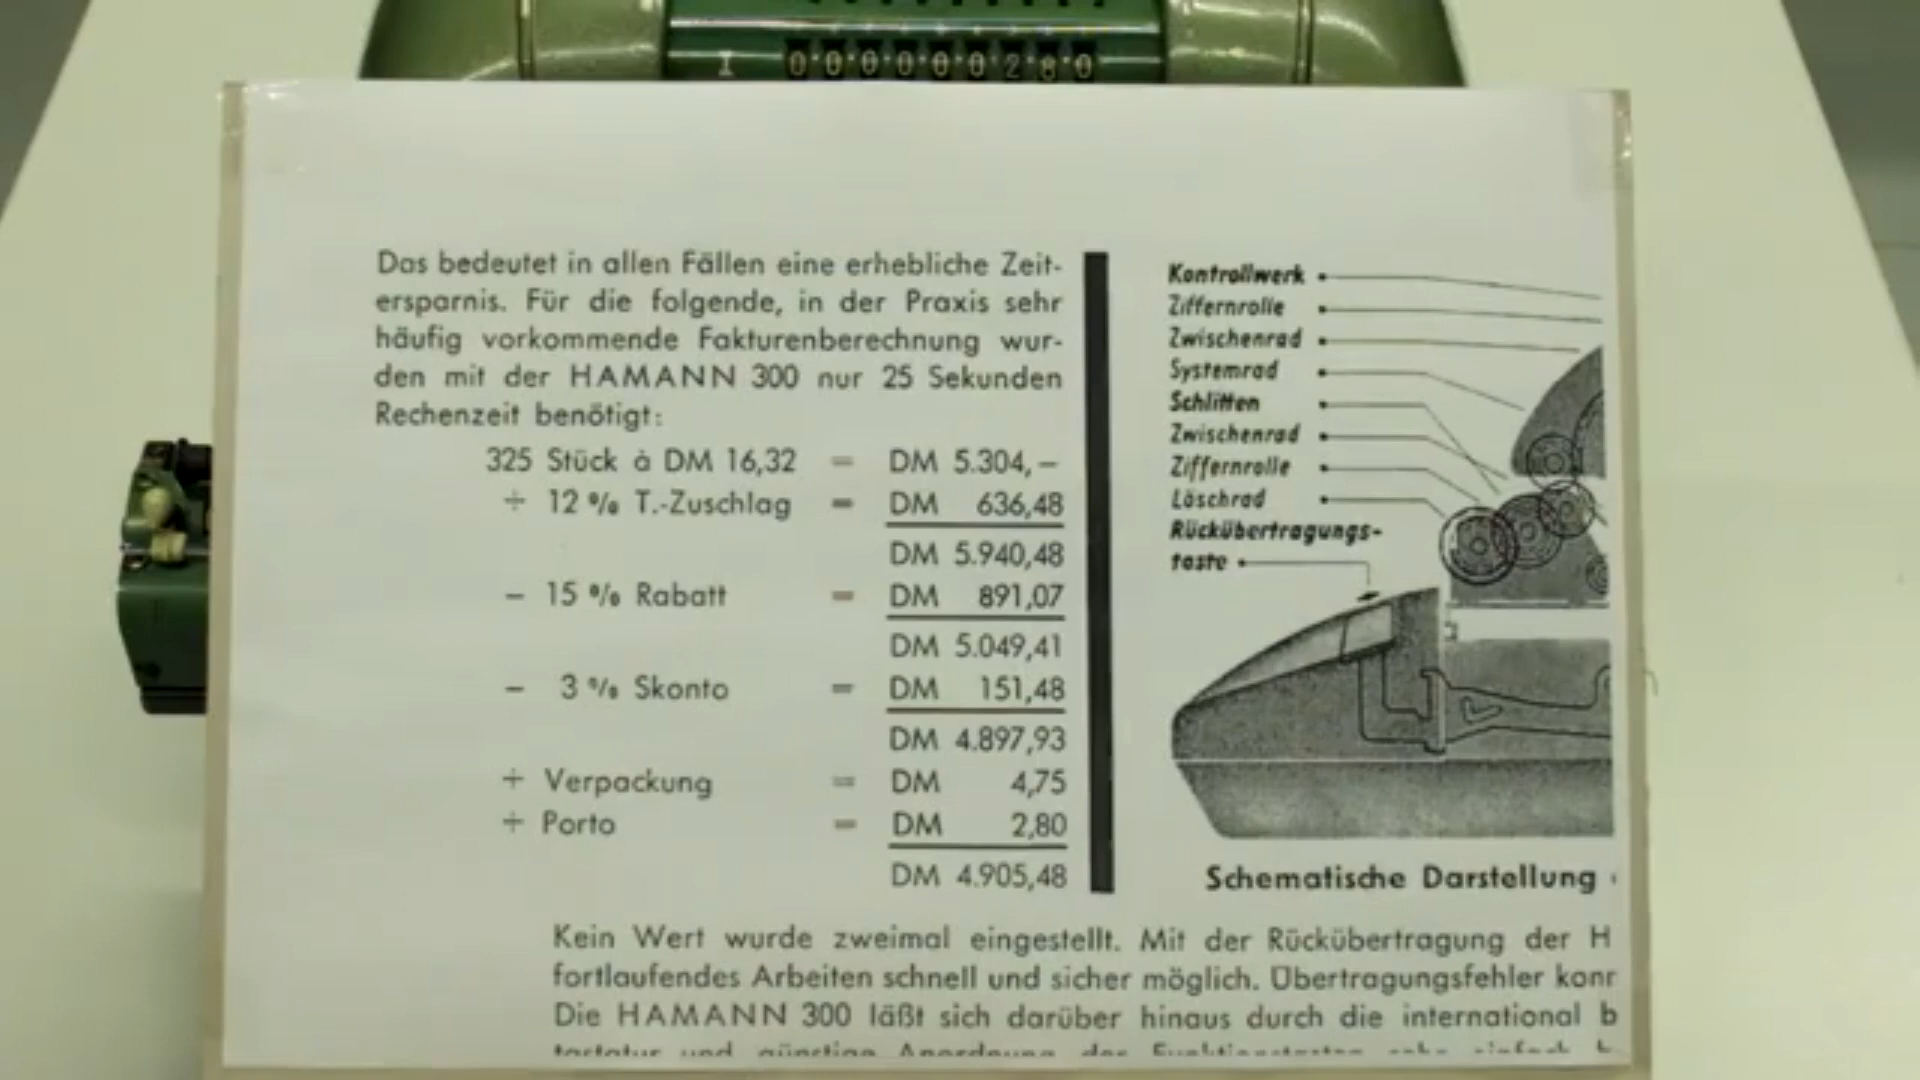 I 0 0 0 0 0 0 2 8 0
Das bedeutet in allen Fällen eine erhebliche Zeit-
ersparnis. Für die folgende, in der Praxis sehr
häufig vorkommende Fakturenberechnung wur-
den mit der HAMANN 300 nur 25 Sekunden
Rechenzeit benötigt:
325 Stück à DM 16,32 = DM 5.304,–
+ 12 % T.-Zuschlag = DM 636,48
DM 5.940,48
– 15 % Rabatt = DM 891,07
DM 5.049,41
– 3 % Skonto = DM 151,48
DM 4.897,93
+ Verpackung = DM 4,75
+ Porto = DM 2,80
DM 4.905,48
Kontrollwerk
Ziffernrolle
Zwischenrad
Systemrad
Schlitten
Zwischenrad
Ziffernrolle
Löschrad
Rückübertragungs-
taste
Schematische Darstellung
Kein Wert wurde zweimal eingestellt. Mit der Rückübertragung der H
fortlaufendes Arbeiten schnell und sicher möglich. Übertragungsfehler
Die HAMANN 300 läßt sich darüber hinaus durch die international b
und günstige Anordnung der